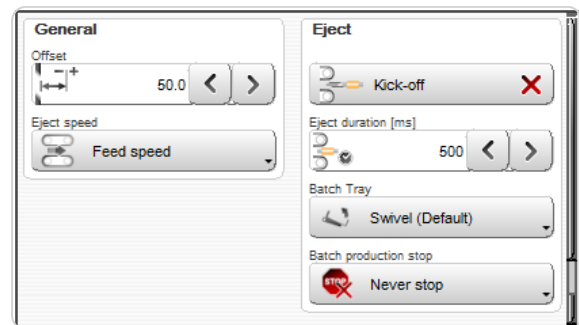 General
Offset
50.0
Eject speed
Feed speed
Eject
Kick-off
Eject duration [ms]
500
Batch Tray
Swivel (Default)
Batch production stop
STOP
Never stop